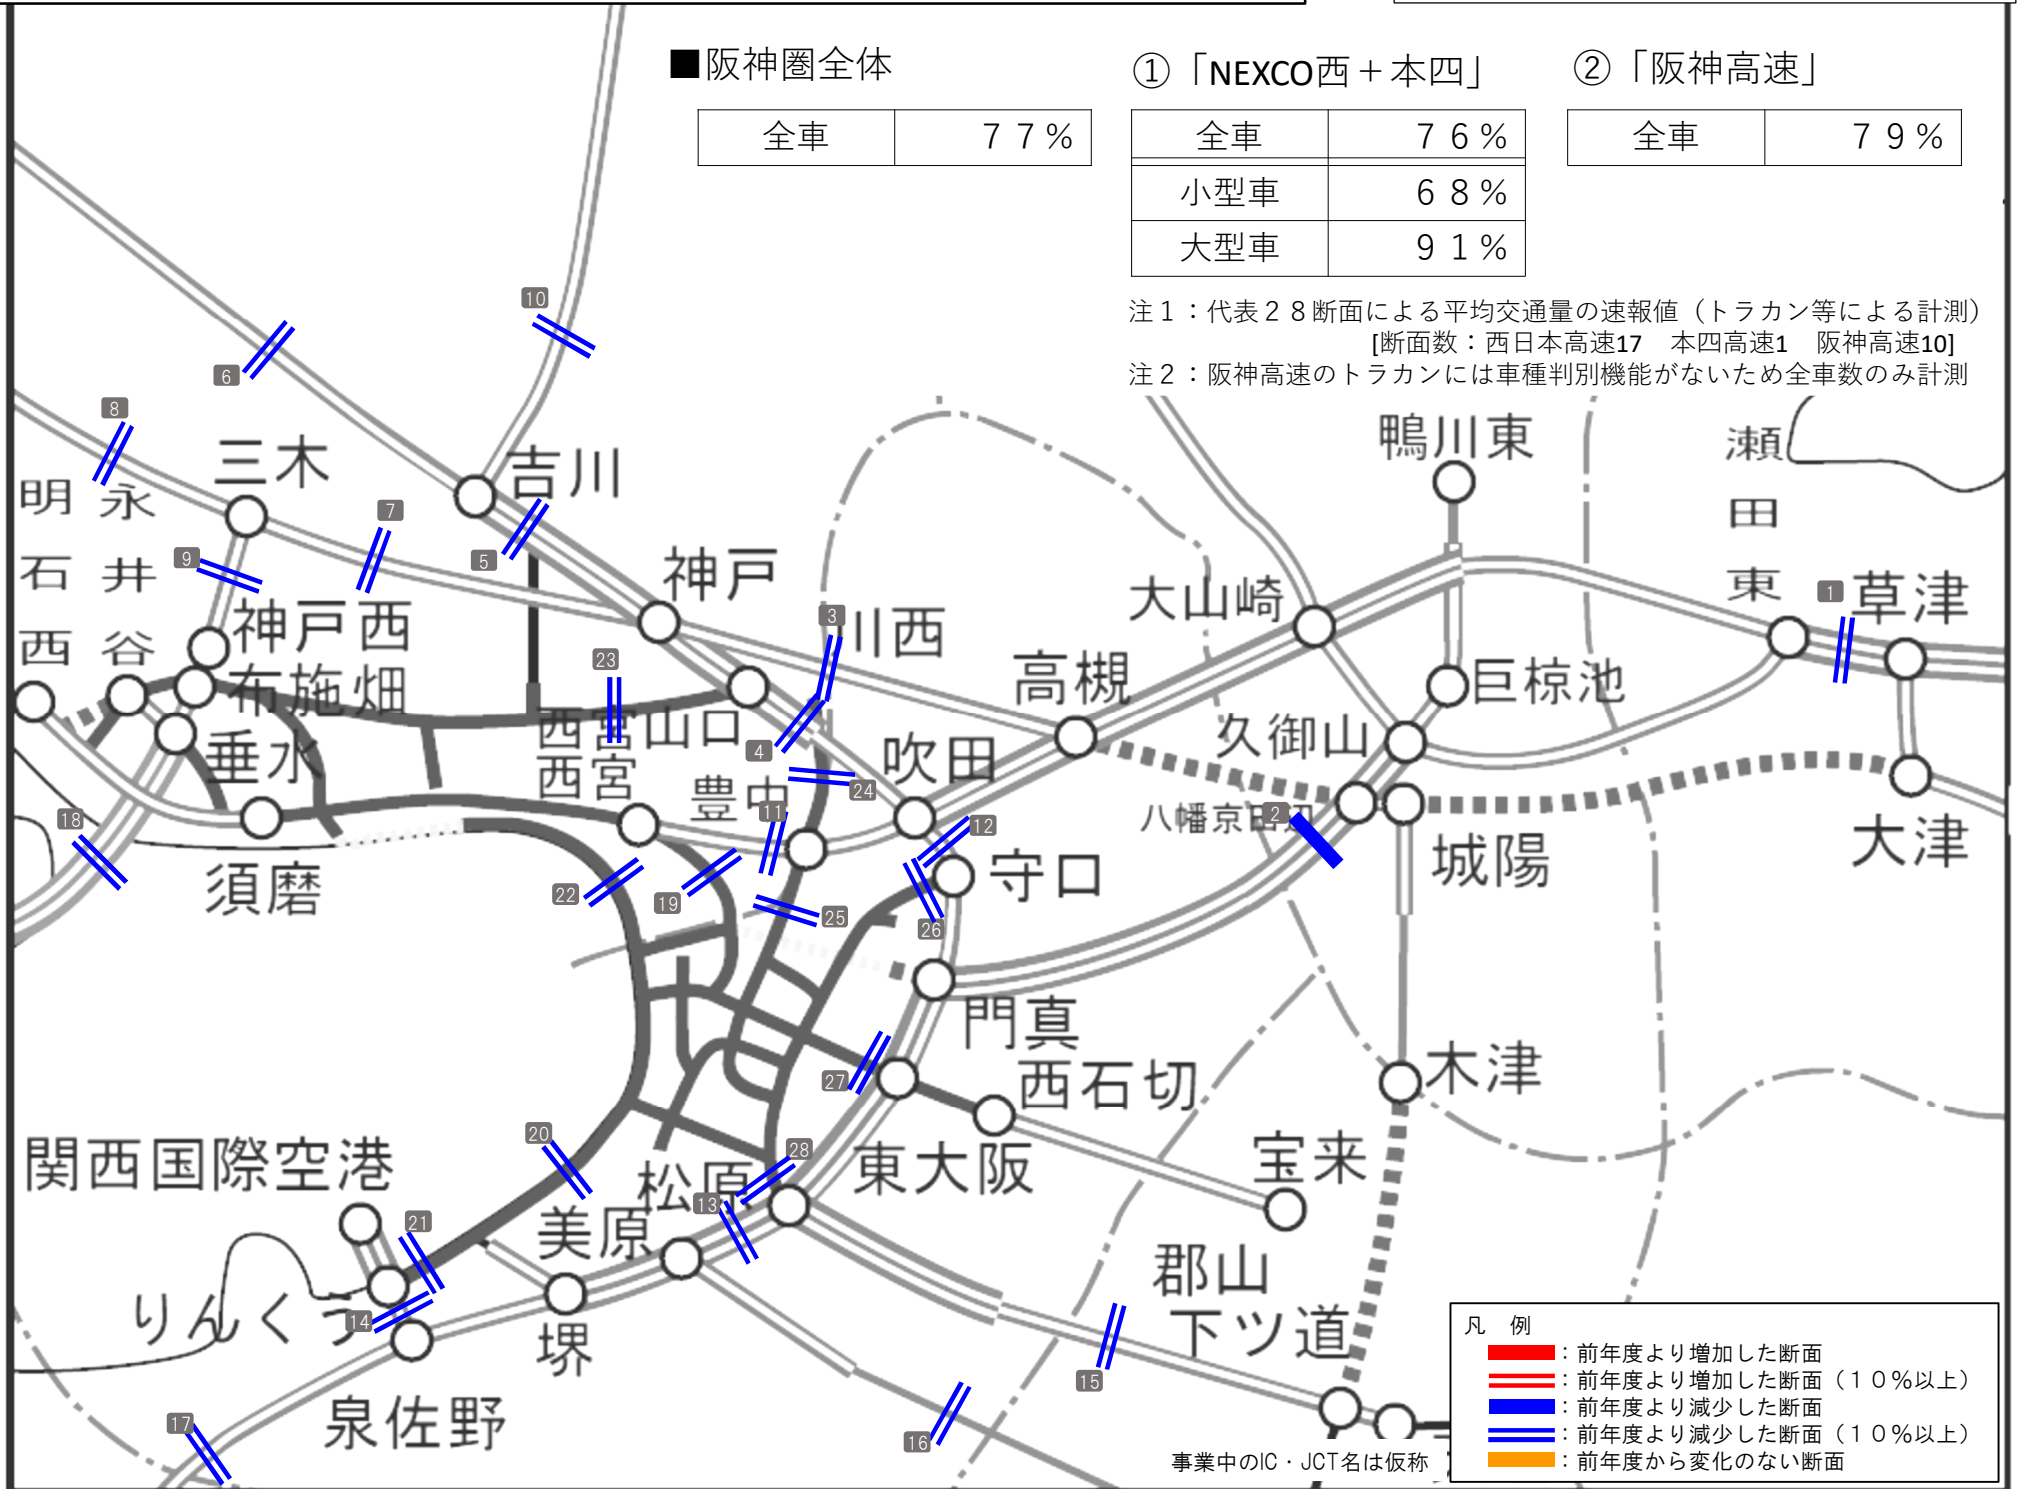 ■阪神圏全体
全車 ７７%
①「NEXCO西＋本四」
全車 ７６%
小型車 ６８%
大型車 ９１%
②「阪神高速」
全車 ７９%
注１：代表２８断面による平均交通量の速報値（トラカン等による計測）
[断面数：西日本高速17　本四高速1　阪神高速10]
注２：阪神高速のトラカンには車種判別機能がないため全車数のみ計測
10
6
8
三木
吉川
鴨川東
瀬田東
明石西
永井谷
7
5
9
神戸
神戸西
布施畑
3
川西
大山崎
1
草津
23
高槻
巨椋池
西宮山口
4
久御山
垂水
西宮
豊中
24
吹田
11
12
八幡京田辺
2
18
須磨
22
19
25
26
守口
城陽
大津
門真
27
西石切
木津
20
関西国際空港
松原
28
東大阪
宝来
13
21
美原
りんくう
14
堺
郡山
下ツ道
15
泉佐野
17
16
事業中のIC・JCT名は仮称
凡　例
：前年度より増加した断面
：前年度より増加した断面（１０%以上）
：前年度より減少した断面
：前年度より減少した断面（１０%以上）
：前年度から変化のない断面